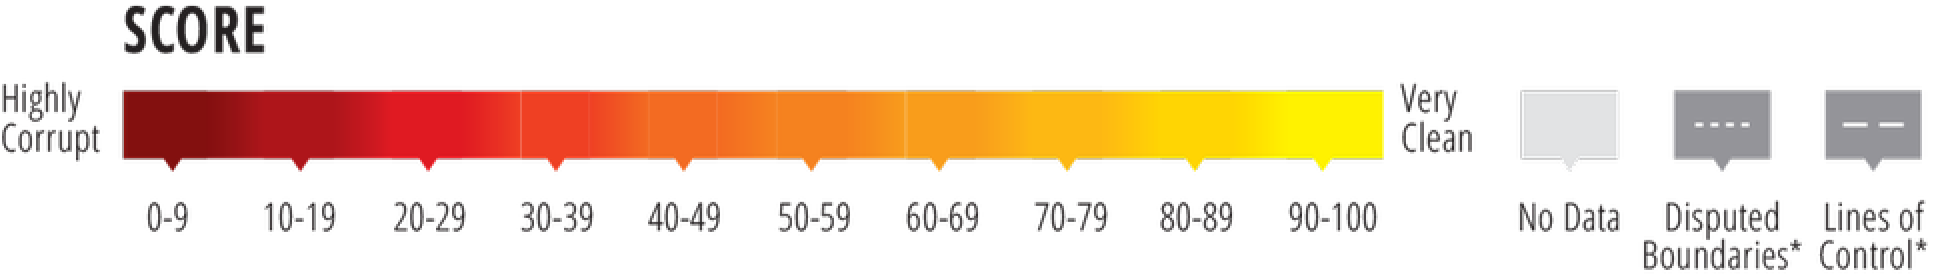 SCORE
Highly
Corrupt
Very
Clean
0-9 10-19 20-29 30-39 40-49 50-59 60-69 70-79 80-89 90-100
No Data
Disputed
Boundaries*
Lines of
Control*